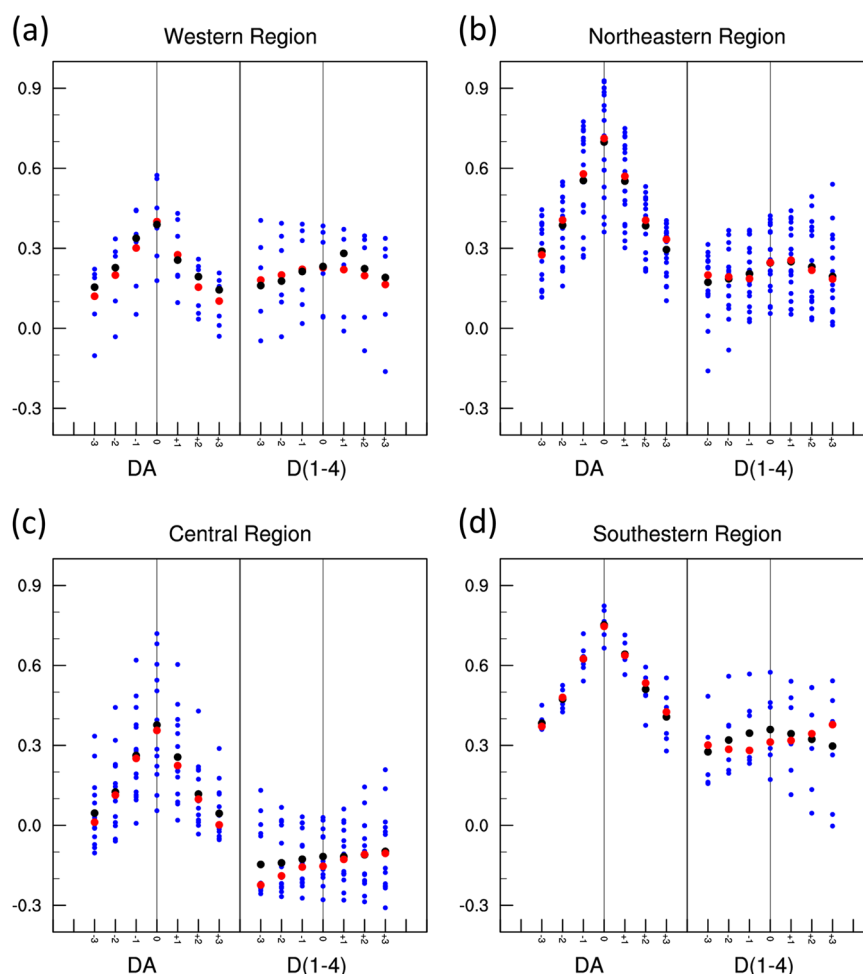 (a)
Western Region
0.9
0.6
0.3
0.0
-0.3
-3 -2 -1 0 +1 +2 +3 -3 -2 -1 0 +1 +2 +3
DA D(1-4)
(b)
Northeastern Region
0.9
0.6
0.3
0.0
-0.3
-3 -2 -1 0 +1 +2 +3 -3 -2 -1 0 +1 +2 +3
DA D(1-4)
(c)
Central Region
0.9
0.6
0.3
0.0
-0.3
-3 -2 -1 0 +1 +2 +3 -3 -2 -1 0 +1 +2 +3
DA D(1-4)
(d)
Southestern Region
0.9
0.6
0.3
0.0
-0.3
-3 -2 -1 0 +1 +2 +3 -3 -2 -1 0 +1 +2 +3
DA D(1-4)